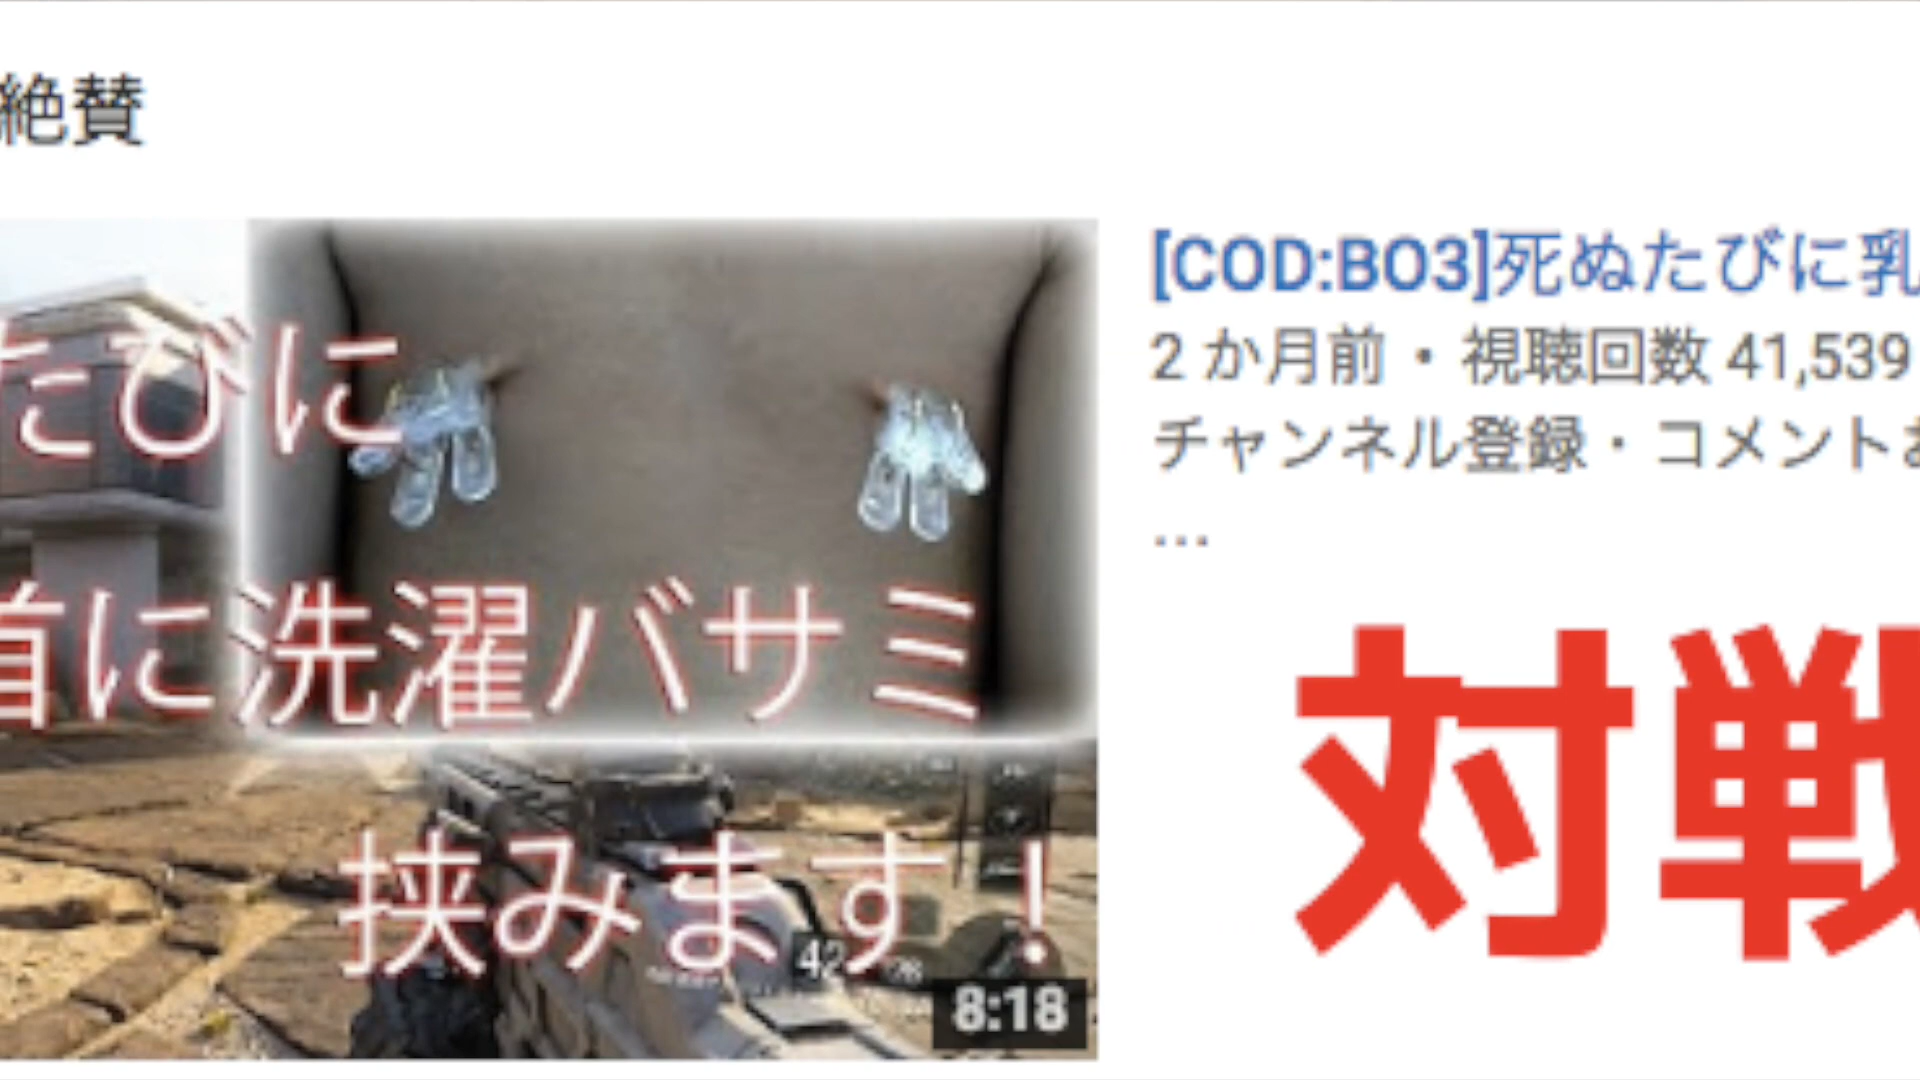 絶賛
たびに
首に洗濯バサミ
挟みます！
42
8:18
[COD:BO3]死ぬたびに乳
2 か月前・視聴回数 41,539
チャンネル登録・コメント
…
対戦